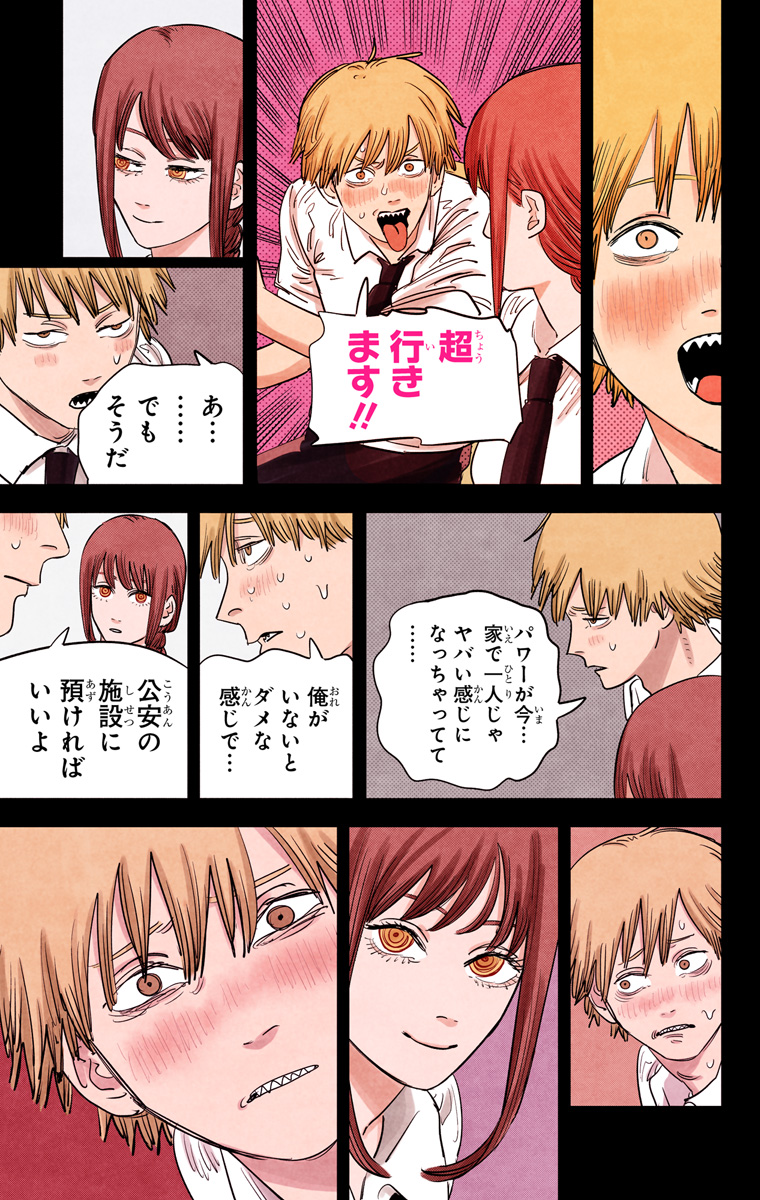 超
行き
ます!!
あ…
……
でも
そうだ
パワーが今…
家で一人じゃ
ヤバい感じに
なっちゃってて
……
俺が
いないと
ダメな
感じで…
公安の
施設に
預ければ
いいよ